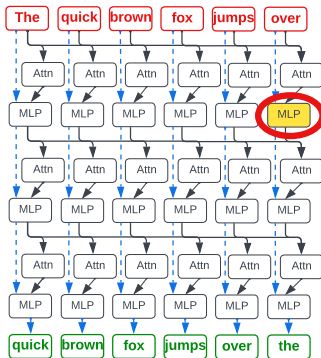 The quick brown fox jumps over
Attn Attn Attn Attn Attn Attn
MLP MLP MLP MLP MLP MLP
Attn Attn Attn Attn Attn Attn
MLP MLP MLP MLP MLP MLP
Attn Attn Attn Attn Attn Attn
MLP MLP MLP MLP MLP MLP
quick brown fox jumps over the